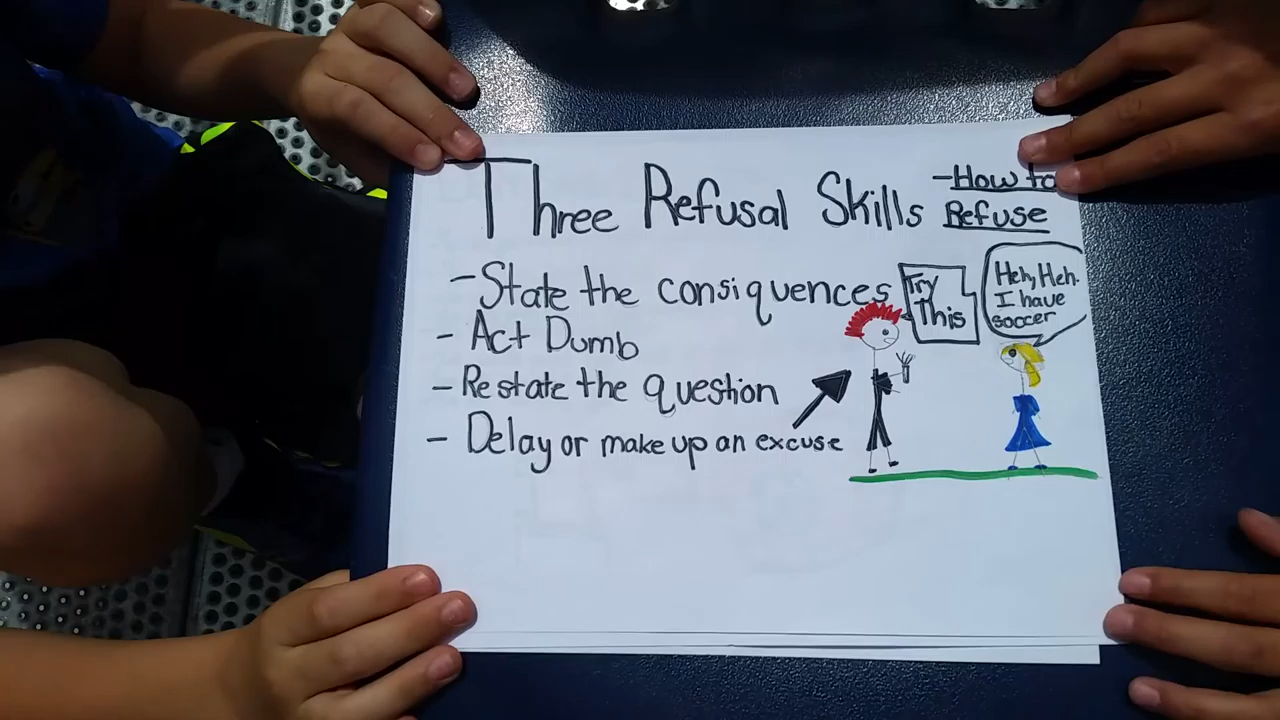 Three Refusal Skills
-How to
Refuse
-State the consiquences
- Act Dumb
- Restate the question
- Delay or make up an excuse
Try
This
Heh, Heh.
I have
soccer